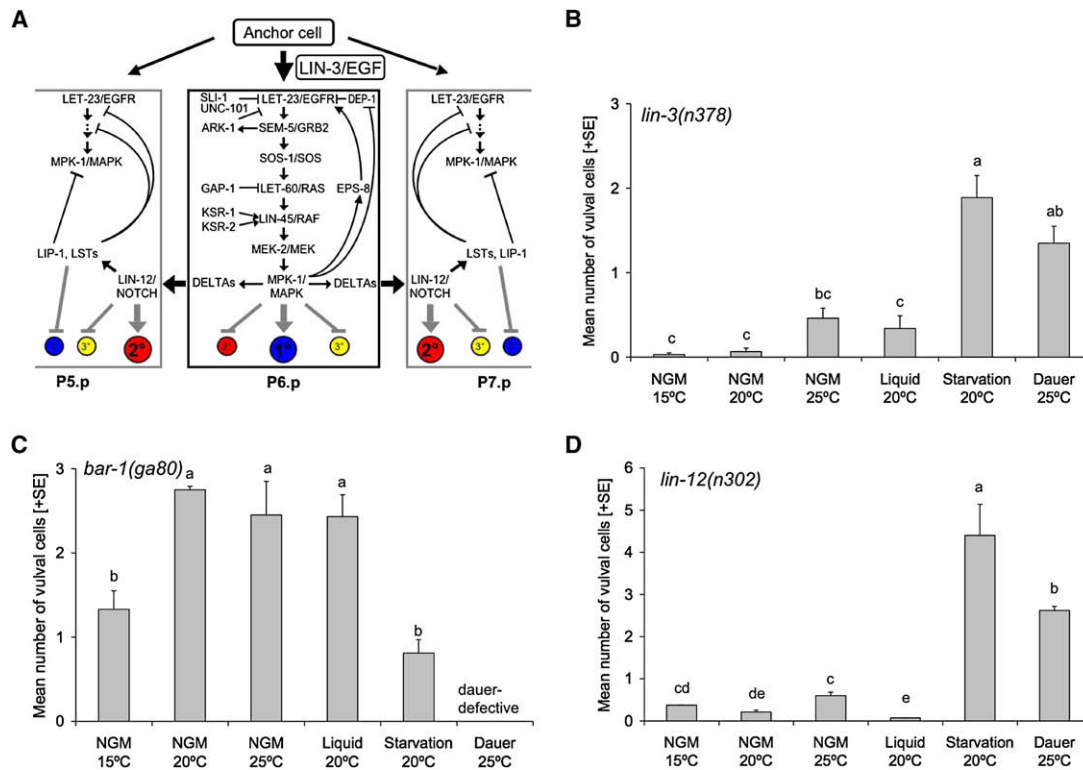 A
Anchor cell
LIN-3/EGF
LET-23/EGFR
MPK-1/MAPK
LIP-1, LSTs
LIN-12/
NOTCH
3°
2°
P5.p
SLI-1
UNC-101
LET-23/EGFR
DEP-1
ARK-1
SEM-5/GRB2
SOS-1/SOS
GAP-1
LET-60/RAS
EPS-8
KSR-1
KSR-2
LIN-45/RAF
MEK-2/MEK
DELTAs
MPK-1/
MAPK
DELTAs
2°
1°
3°
P6.p
LET-23/EGFR
MPK-1/MAPK
LSTs, LIP-1
LIN-12/
NOTCH
2°
3°
P7.p
B
lin-3(n378)
Mean number of vulval cells [+SE]
3
2
1
0
c
c
bc
c
a
ab
NGM NGM NGM Liquid Starvation Dauer
15ºC 20ºC 25ºC 20ºC 20ºC 25ºC
C
bar-1(ga80)
Mean number of vulval cells [+SE]
3
2
1
0
b
a
a
a
b
dauer-
defective
NGM NGM NGM Liquid Starvation Dauer
15ºC 20ºC 25ºC 20ºC 20ºC 25ºC
D
lin-12(n302)
Mean number of vulval cells [+SE]
6
5
4
3
2
1
0
cd
de
c
e
a
b
NGM NGM NGM Liquid Starvation Dauer
15ºC 20ºC 25ºC 20ºC 20ºC 25ºC